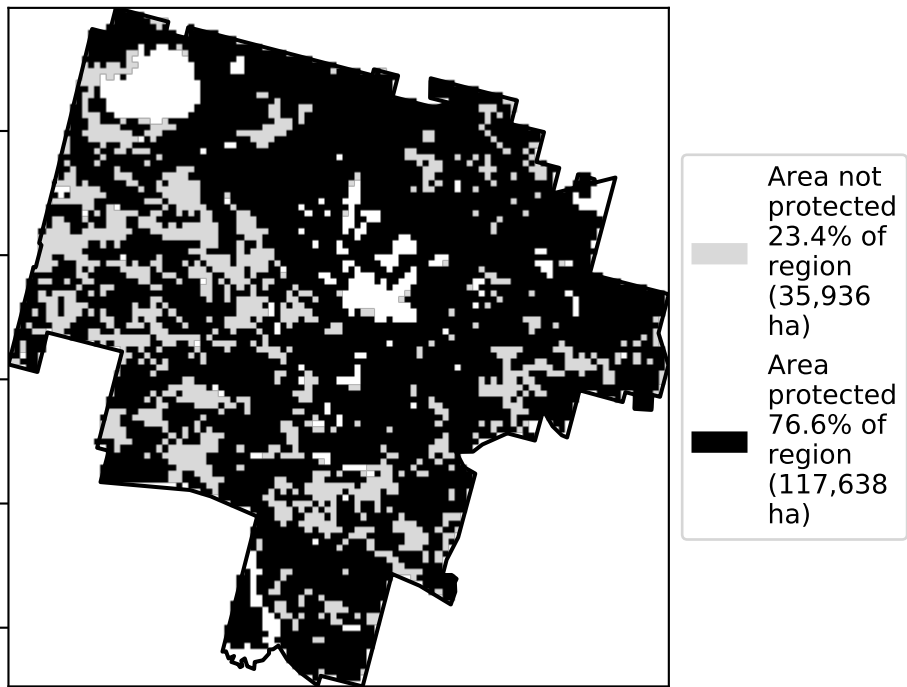 Area not
protected
23.4% of
region
(35,936
ha)
Area
protected
76.6% of
region
(117,638
ha)